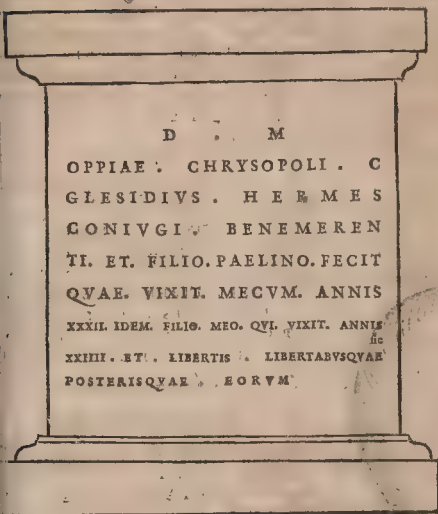 D . M
OPPIAE . CHRYSOPOLI . C
GLESIDIVS . HERMES
CONIVGI . BENEMEREN
TI. ET. FILIO. PAELINO. FECIT
QVAE. VIXIT. MECVM. ANNIS
XXXII. IDEM. FILIO. MEO. QVI. VIXIT. ANNIS
sic
XXIIII . ET . LIBERTIS . LIBERTABVSQVAE
POSTERISQVAE . EORVM